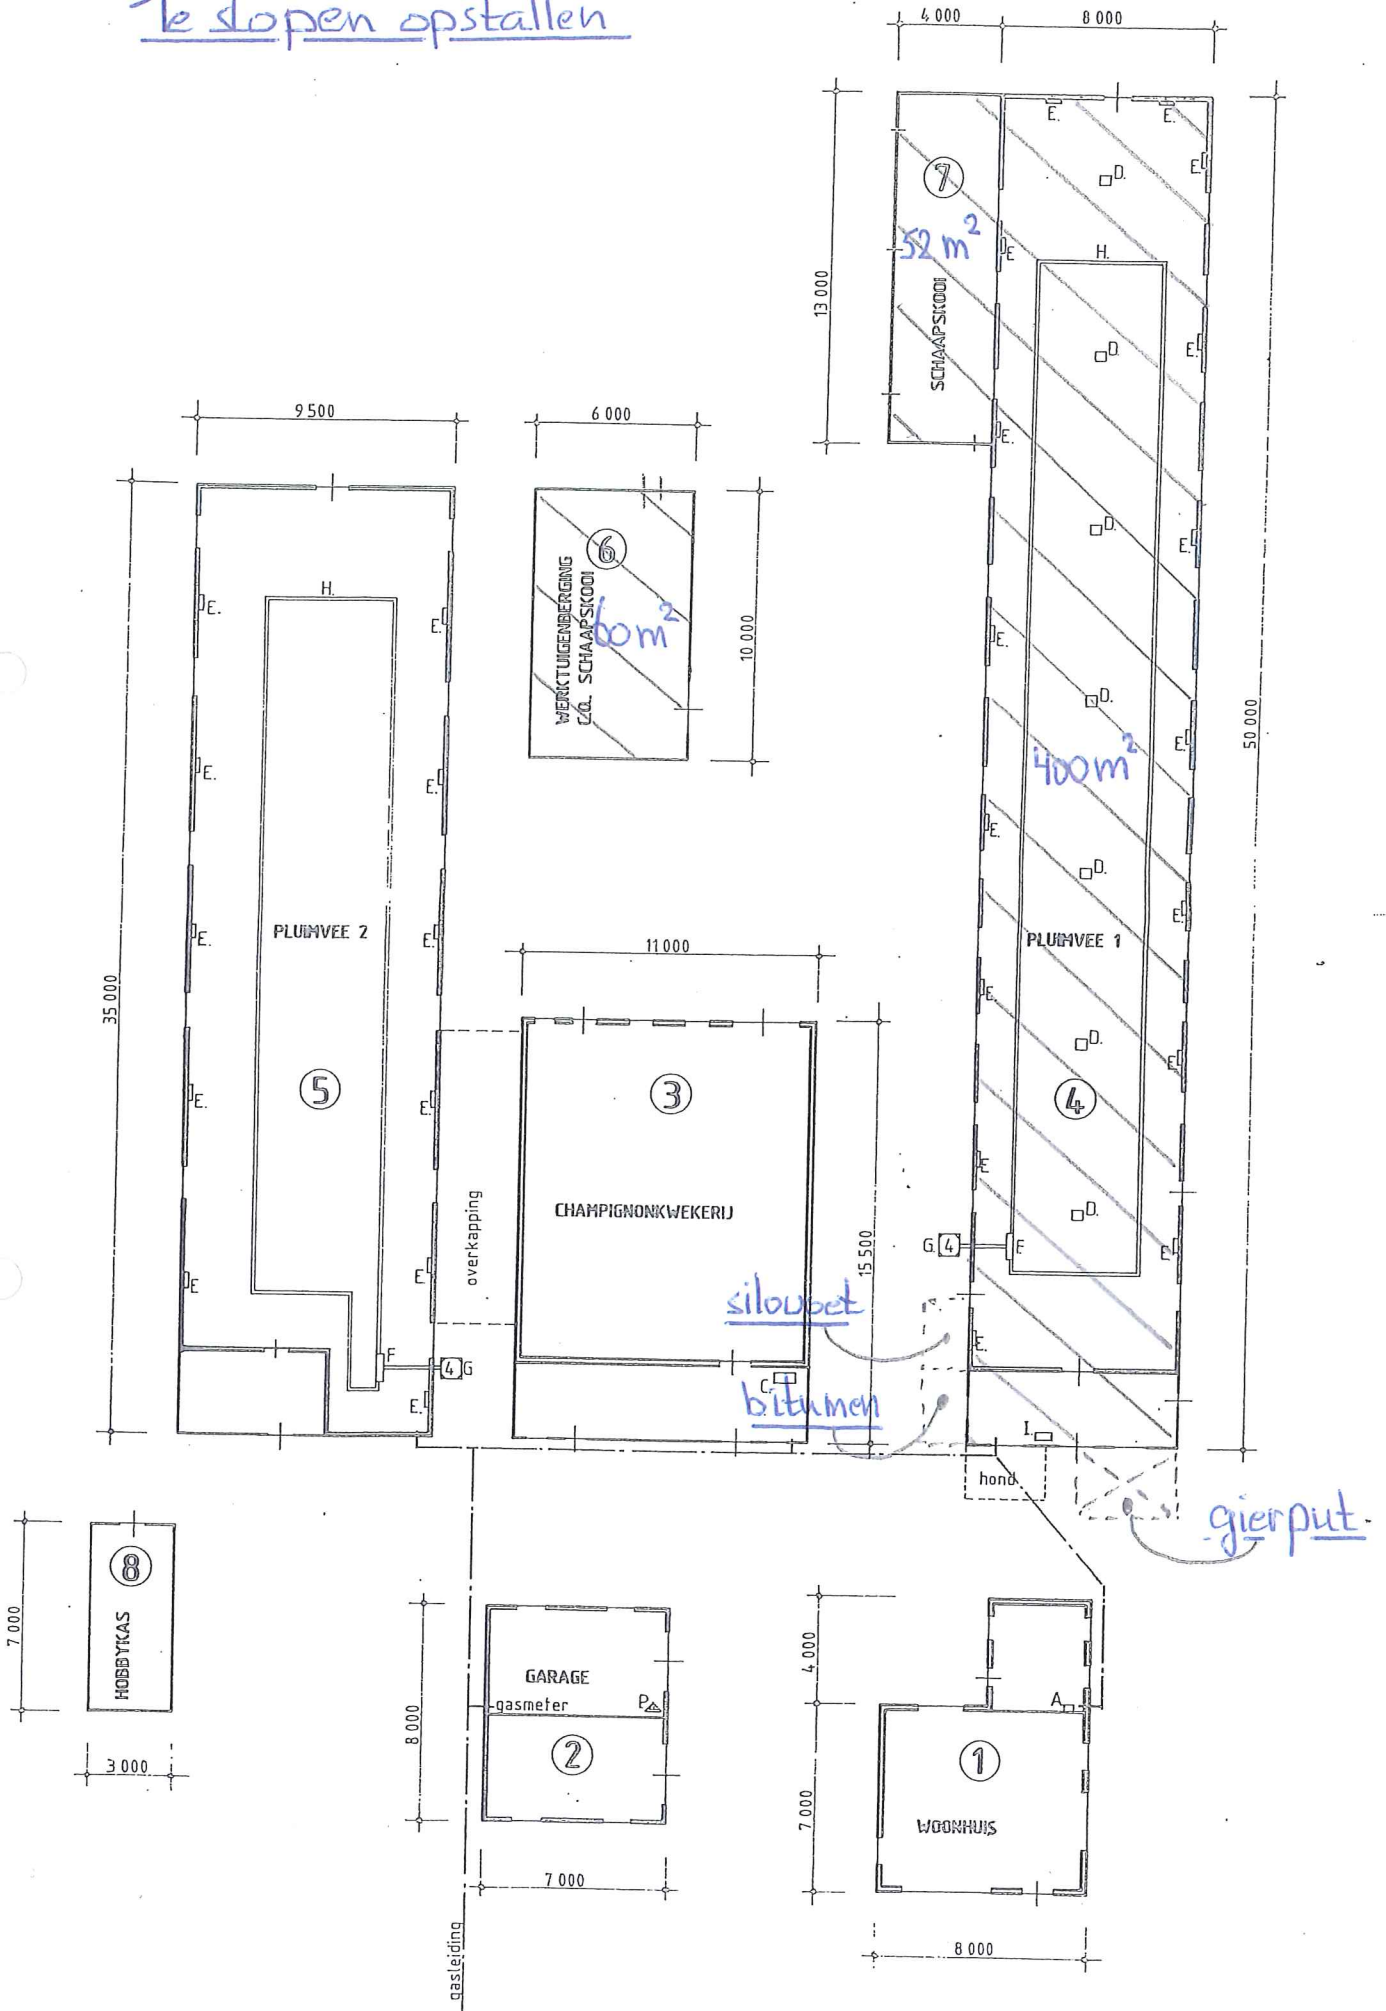 Te slopen opstallen
4 000
8 000
E.
E.
E.
7
D.
52 m²
E
H.
13 000
SCHAAPSKOOI
D.
E.
E.
9 500
6 000
6
WERKTUIGENBERGING
C.Q. SCHAAPSKOOI
60 m²
10 000
D.
E.
H.
E.
E.
E.
D.
E.
E.
50 000
400 m²
E.
D.
E.
PLUIMVEE 2
E.
E.
11 000
PLUIMVEE 1
E.
35 000
E.
D.
E.
5
3
4
E.
E.
CHAMPIGNONKWEKERIJ
E
D.
overkapping
15 500
G.
4
F
E.
E
E.
siloupet
E.
F
4
G
C.
bitumen
E.
I.
hond
gierput.
8
HOBBYKAS
7 000
3 000
8 000
GARAGE
gasmeter
P
2
7 000
gasleiding
4 000
A
7 000
1
WOONHUIS
8 000